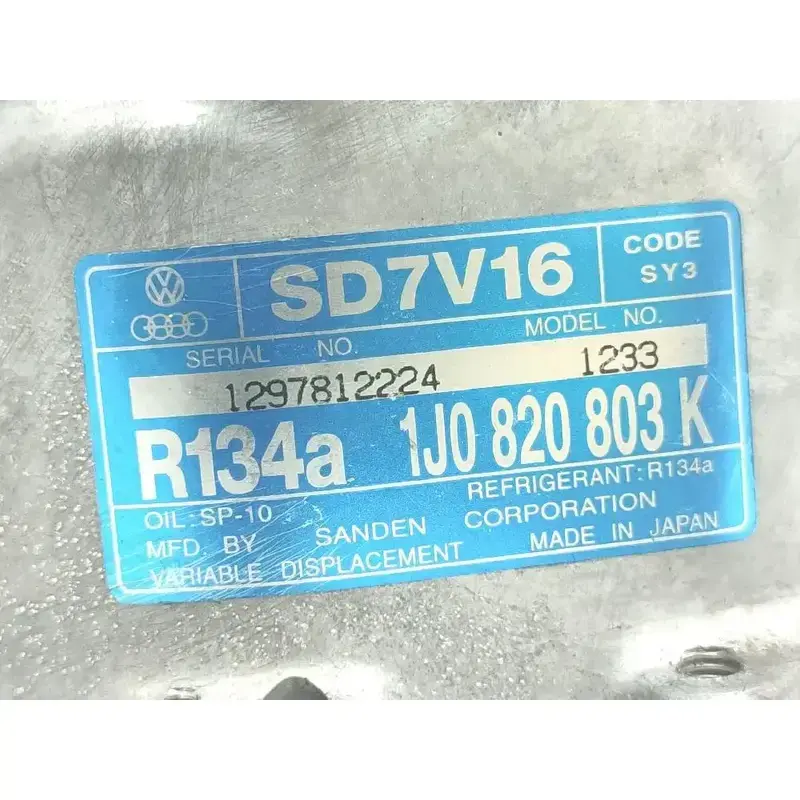 SD7V16
CODE
SY3
SERIAL NO. MODEL NO.
1297812224 1233
R134a 1J0 820 803 K
OIL: SP-10 REFRIGERANT: R134a
MFD. BY SANDEN CORPORATION
VARIABLE DISPLACEMENT MADE IN JAPAN